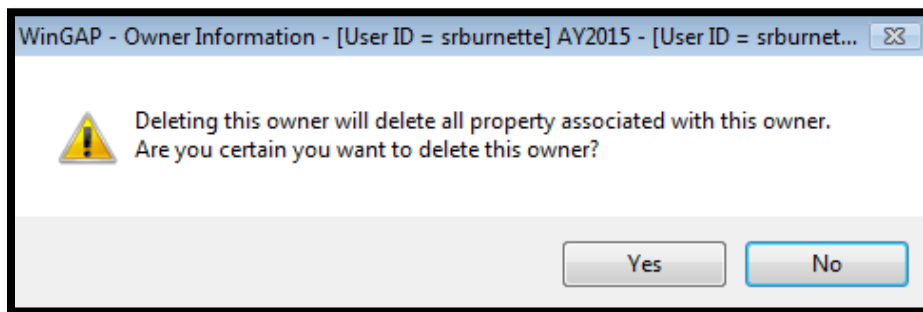 WinGAP - Owner Information - [User ID = srburnette] AY2015 - [User ID = srburnet...
Deleting this owner will delete all property associated with this owner.
Are you certain you want to delete this owner?
Yes No